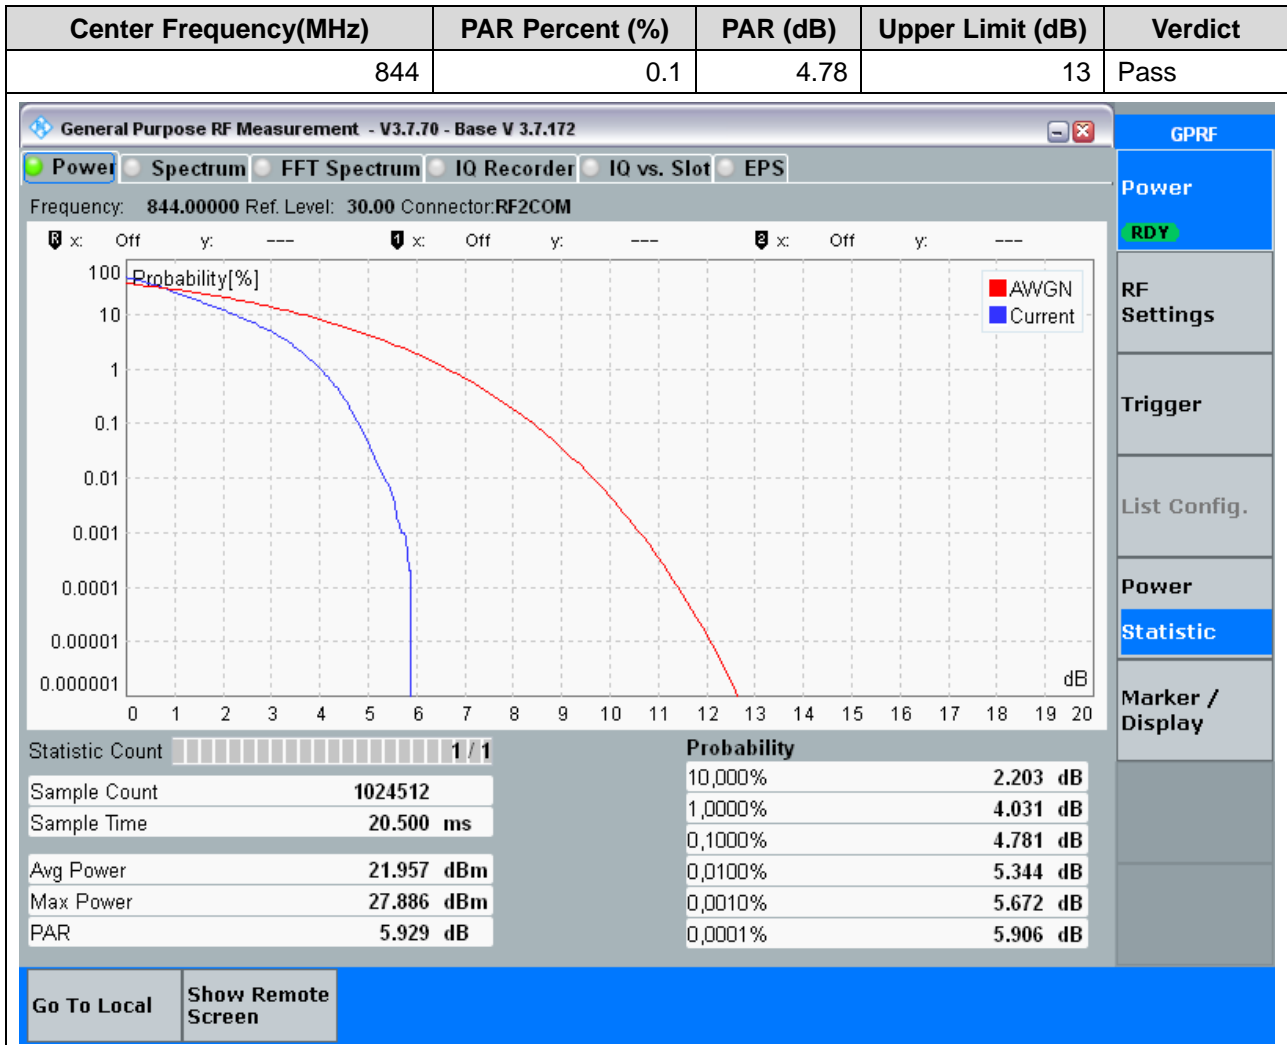 Center Frequency(MHz) PAR Percent (%) PAR (dB) Upper Limit (dB) Verdict
844 0.1 4.78 13 Pass
General Purpose RF Measurement - V3.7.70 - Base V 3.7.172
GPRF
Power Spectrum FFT Spectrum IQ Recorder IQ vs. Slot EPS
Power
RDY
Frequency: 844.00000 Ref. Level: 30.00 Connector:RF2COM
R x: Off y: --- 1 x: Off y: --- 2 x: Off y: ---
Probability[%]
AWGN
Current
100
10
1
0.1
0.01
0.001
0.0001
0.00001
0.000001
dB
0 1 2 3 4 5 6 7 8 9 10 11 12 13 14 15 16 17 18 19 20
RF
Settings
Trigger
List Config.
Power
Statistic
Marker /
Display
Statistic Count 1 / 1
Sample Count 1024512
Sample Time 20.500 ms
Avg Power 21.957 dBm
Max Power 27.886 dBm
PAR 5.929 dB
Probability
10,000% 2.203 dB
1,0000% 4.031 dB
0,1000% 4.781 dB
0,0100% 5.344 dB
0,0010% 5.672 dB
0,0001% 5.906 dB
Go To Local
Show Remote
Screen